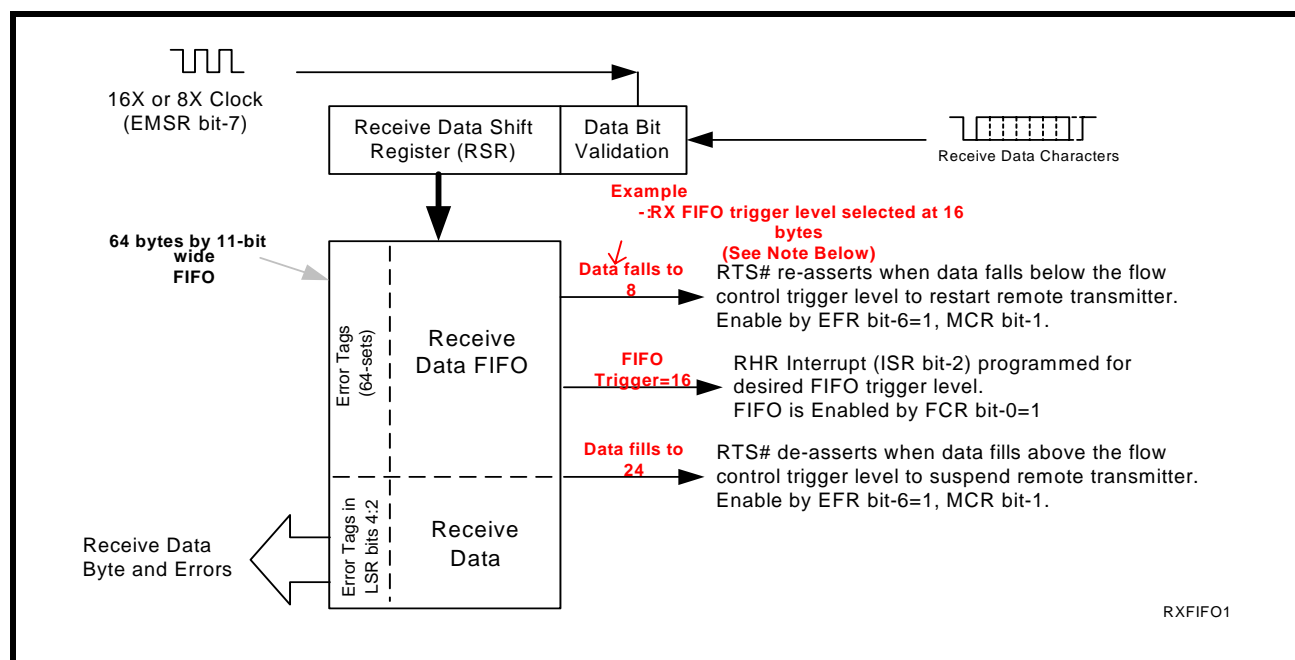 16X or 8X Clock
(EMSR bit-7)
Receive Data Shift
Register (RSR)
Data Bit
Validation
Receive Data Characters
Example
-:RX FIFO trigger level selected at 16
bytes
(See Note Below)
64 bytes by 11-bit
wide
FIFO
Error Tags
(64-sets)
Receive
Data FIFO
Data falls to
8
RTS# re-asserts when data falls below the flow
control trigger level to restart remote transmitter.
Enable by EFR bit-6=1, MCR bit-1.
FIFO
Trigger=16
RHR Interrupt (ISR bit-2) programmed for
desired FIFO trigger level.
FIFO is Enabled by FCR bit-0=1
Data fills to
24
RTS# de-asserts when data fills above the flow
control trigger level to suspend remote transmitter.
Enable by EFR bit-6=1, MCR bit-1.
Error Tags in
LSR bits 4:2
Receive
Data
Receive Data
Byte and Errors
RXFIFO1